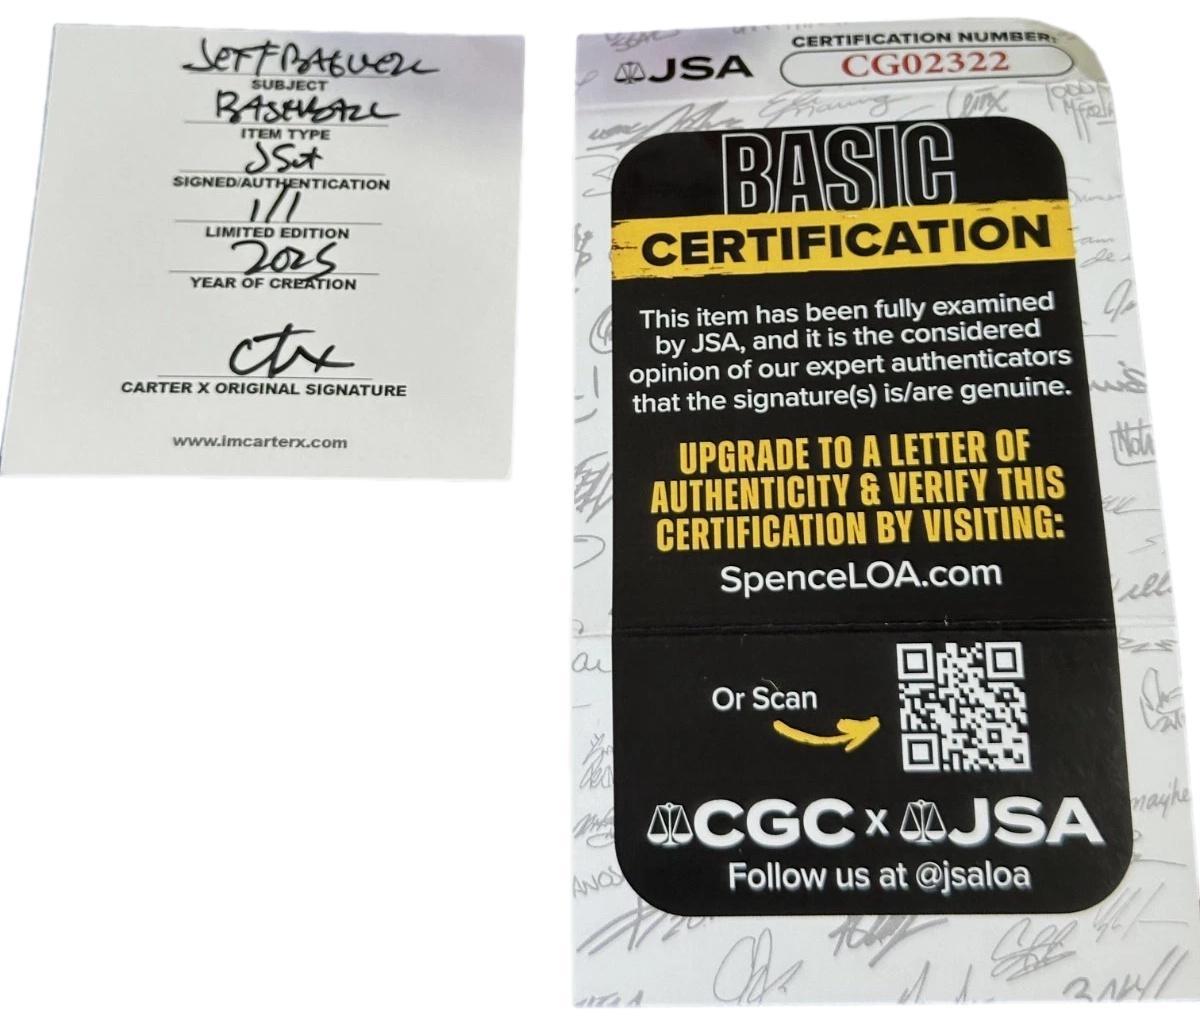 JEFF BAGWELL
SUBJECT
BASEBALL
ITEM TYPE
JSA
SIGNED/AUTHENTICATION
1/1
LIMITED EDITION
2025
YEAR OF CREATION
ctrx
CARTER X ORIGINAL SIGNATURE
www.imcarterx.com
JSA
CERTIFICATION NUMBER:
CG02322
BASIC
CERTIFICATION
This item has been fully examined
by JSA, and it is the considered
opinion of our expert authenticators
that the signature(s) is/are genuine.
UPGRADE TO A LETTER OF
AUTHENTICITY & VERIFY THIS
CERTIFICATION BY VISITING:
SpenceLOA.com
Or Scan
CGC x JSA
Follow us at @jsaloa